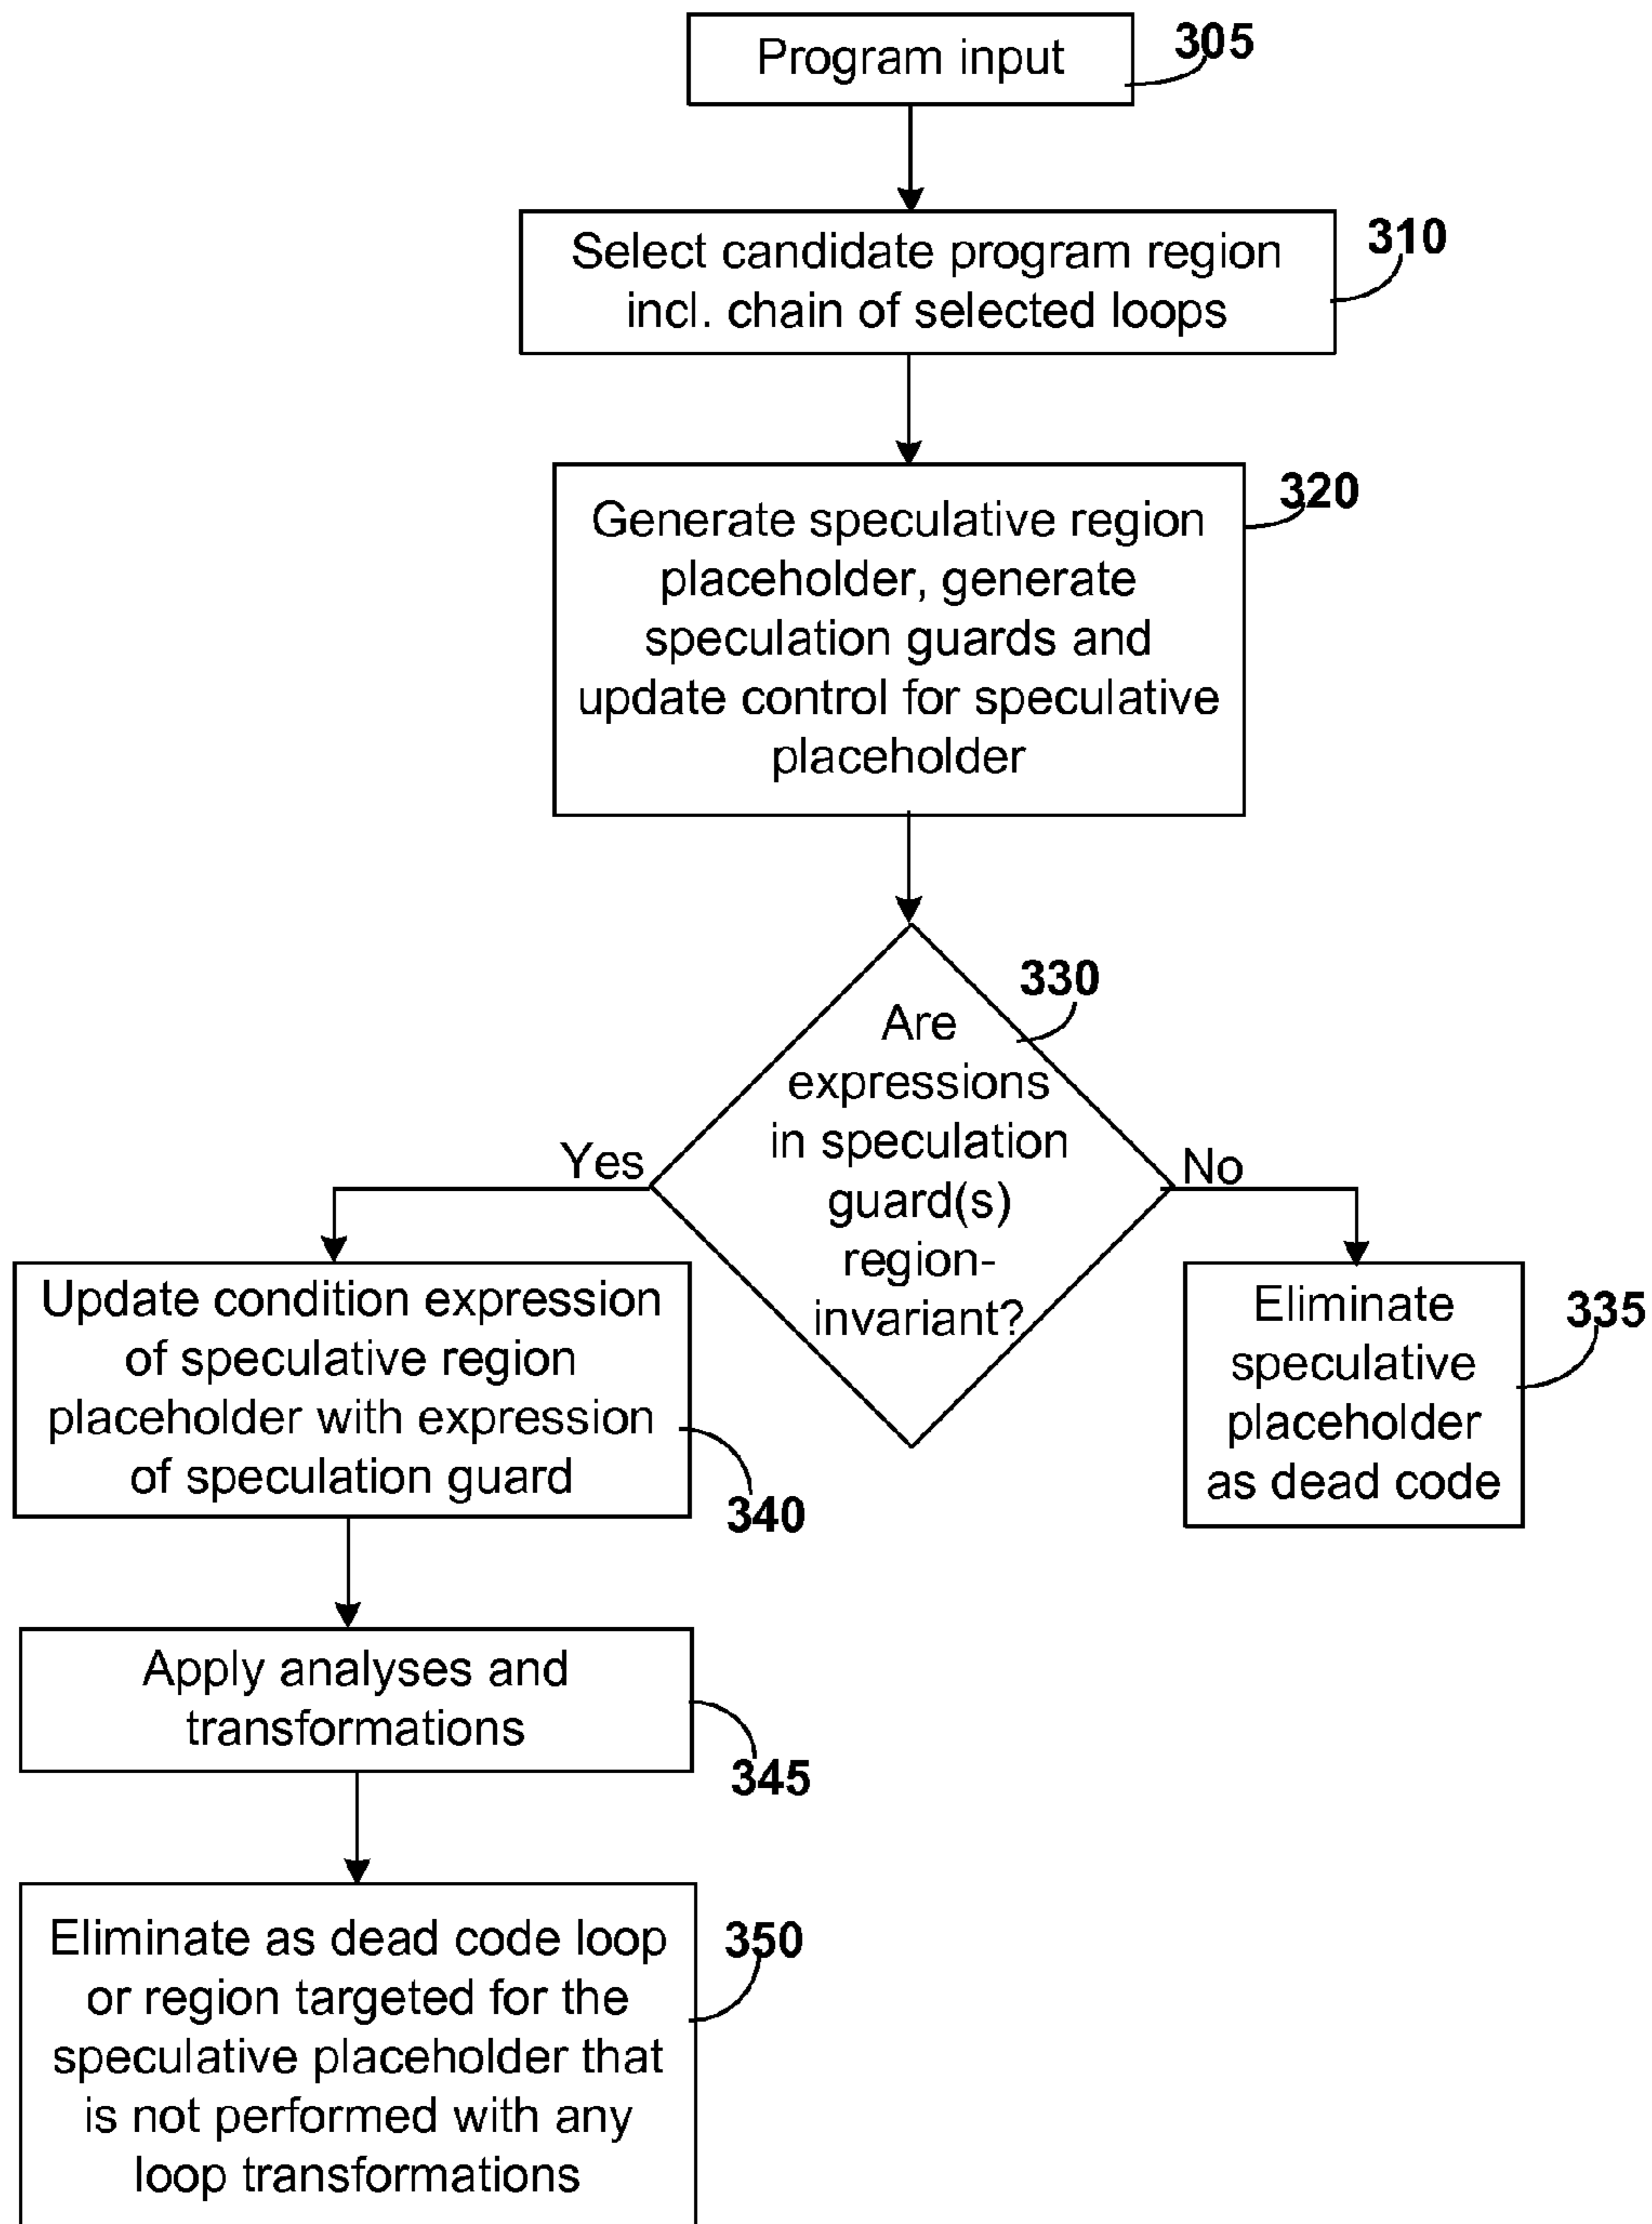 Program input
305
Select candidate program region
incl. chain of selected loops
310
Generate speculative region
placeholder, generate
speculation guards and
update control for speculative
placeholder
320
330
Are
expressions
in speculation
guard(s)
region-
invariant?
Yes
No
Update condition expression
of speculative region
placeholder with expression
of speculation guard
340
Eliminate
speculative
placeholder
as dead code
335
Apply analyses and
transformations
345
Eliminate as dead code loop
or region targeted for the
speculative placeholder that
is not performed with any
loop transformations
350